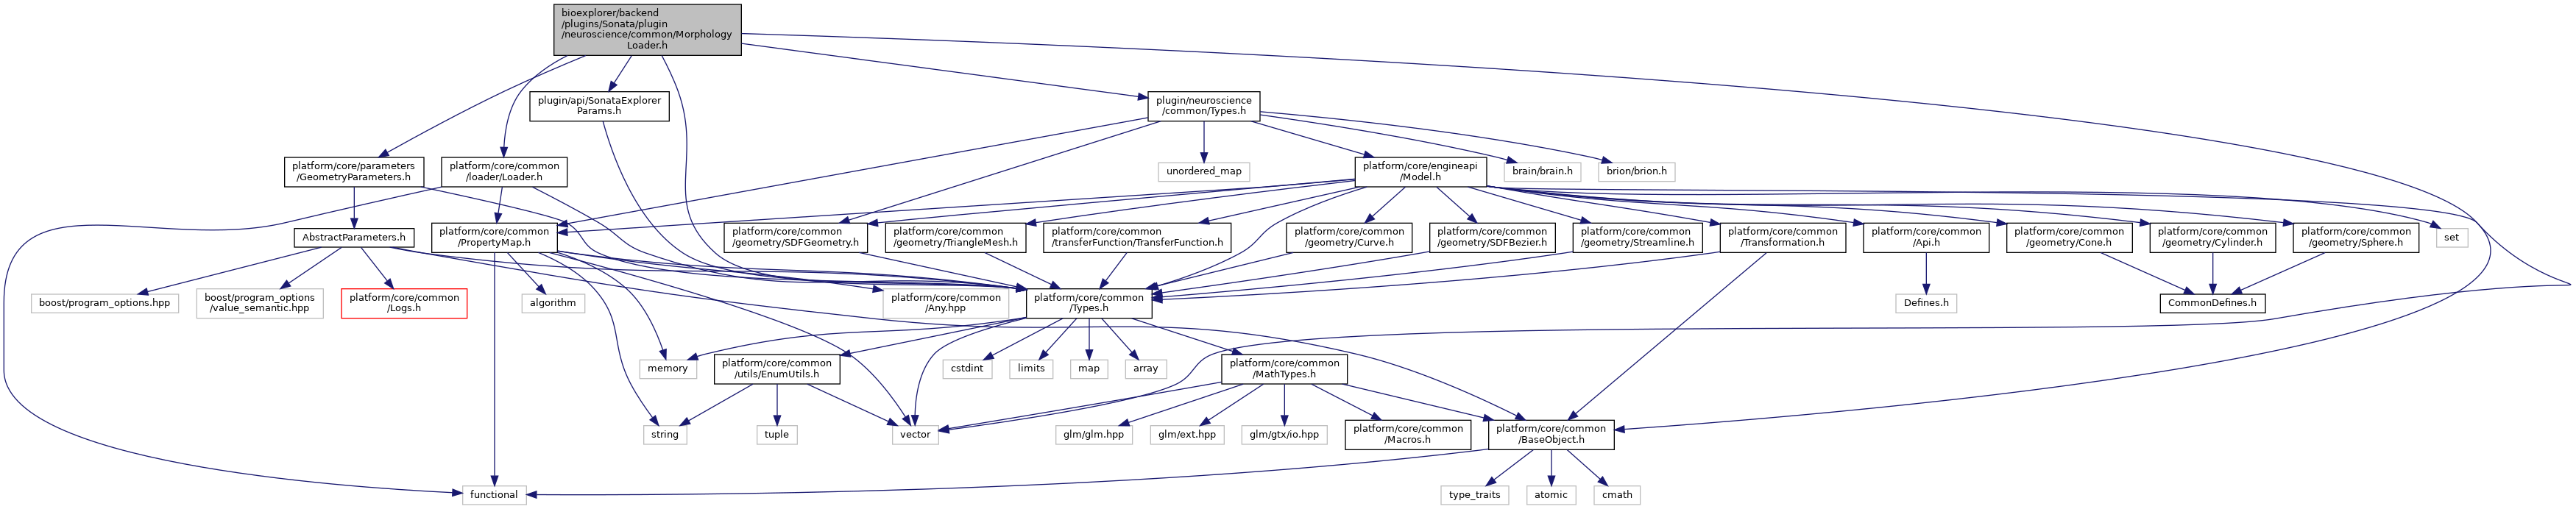 bioexplorer/backend
/plugins/Sonata/plugin
/neuroscience/common/Morphology
Loader.h
plugin/api/SonataExplorer
Params.h
plugin/neuroscience
/common/Types.h
platform/core/parameters
/GeometryParameters.h
platform/core/common
/loader/Loader.h
unordered_map
platform/core/engineapi
/Model.h
brain/brain.h
brion/brion.h
AbstractParameters.h
platform/core/common
/PropertyMap.h
platform/core/common
/geometry/SDFGeometry.h
platform/core/common
/geometry/TriangleMesh.h
platform/core/common
/transferFunction/TransferFunction.h
platform/core/common
/geometry/Curve.h
platform/core/common
/geometry/SDFBezier.h
platform/core/common
/geometry/Streamline.h
platform/core/common
/Transformation.h
platform/core/common
/Api.h
platform/core/common
/geometry/Cone.h
platform/core/common
/geometry/Cylinder.h
platform/core/common
/geometry/Sphere.h
set
boost/program_options.hpp
boost/program_options
/value_semantic.hpp
platform/core/common
/Logs.h
algorithm
platform/core/common
/Any.hpp
platform/core/common
/Types.h
Defines.h
CommonDefines.h
memory
platform/core/common
/utils/EnumUtils.h
cstdint
limits
map
array
platform/core/common
/MathTypes.h
string
tuple
vector
glm/glm.hpp
glm/ext.hpp
glm/gtx/io.hpp
platform/core/common
/Macros.h
platform/core/common
/BaseObject.h
functional
type_traits
atomic
cmath